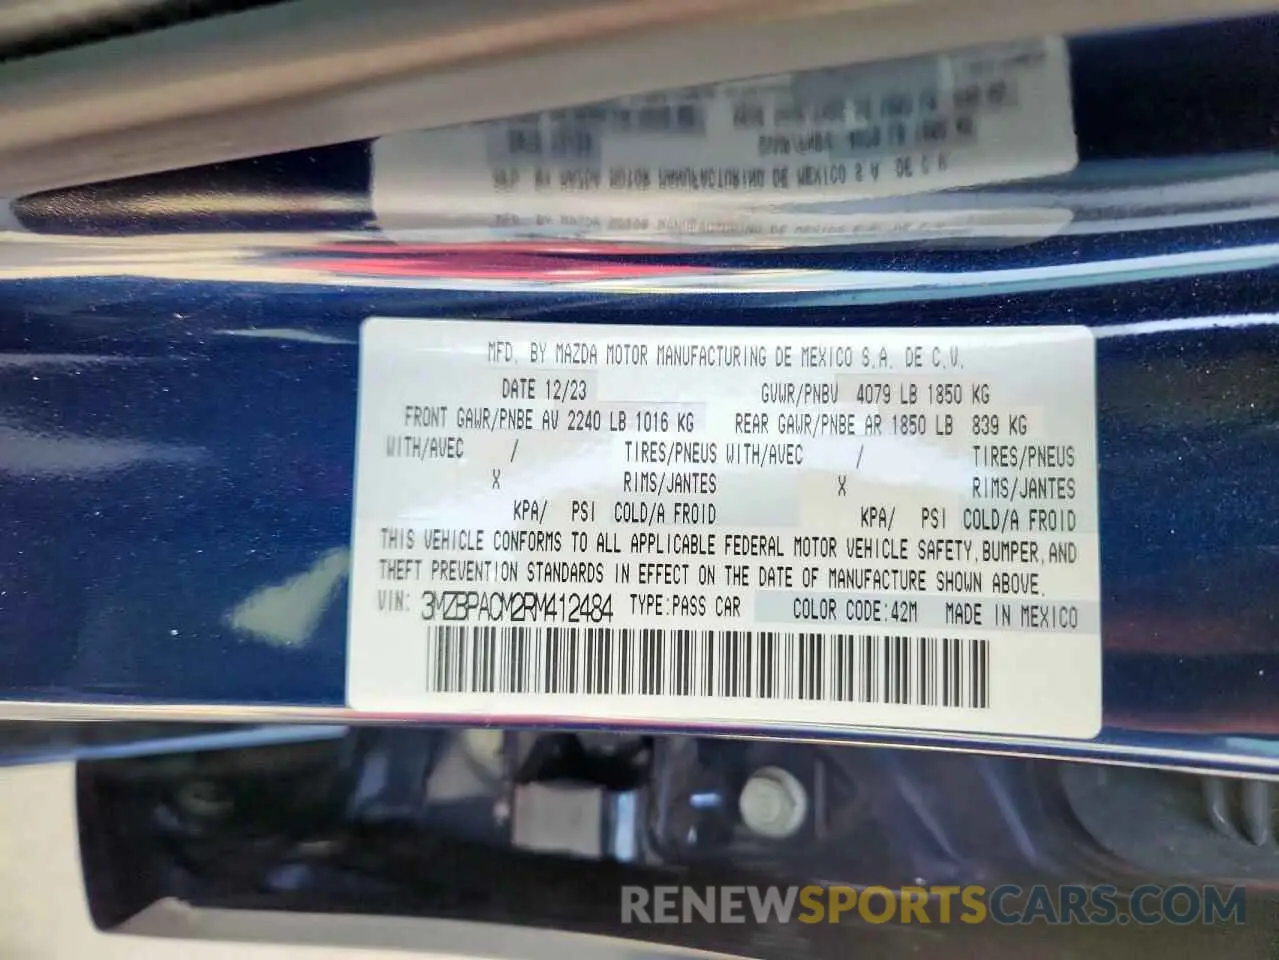 MFD. BY MAZDA MOTOR MANUFACTURING DE MEXICO S.A. DE C.V.
DATE 12/23 GVWR/PNBV 4079 LB 1850 KG
FRONT GAWR/PNBE AV 2240 LB 1016 KG REAR GAWR/PNBE AR 1850 LB 839 KG
WITH/AVEC / TIRES/PNEUS WITH/AVEC / TIRES/PNEUS
X RIMS/JANTES X RIMS/JANTES
KPA/ PSI COLD/A FROID KPA/ PSI COLD/A FROID
THIS VEHICLE CONFORMS TO ALL APPLICABLE FEDERAL MOTOR VEHICLE SAFETY, BUMPER, AND
THEFT PREVENTION STANDARDS IN EFFECT ON THE DATE OF MANUFACTURE SHOWN ABOVE.
VIN: 3MZBPACM2RM412484 TYPE:PASS CAR COLOR CODE:42M MADE IN MEXICO
RENEWSPORTSCARS.COM